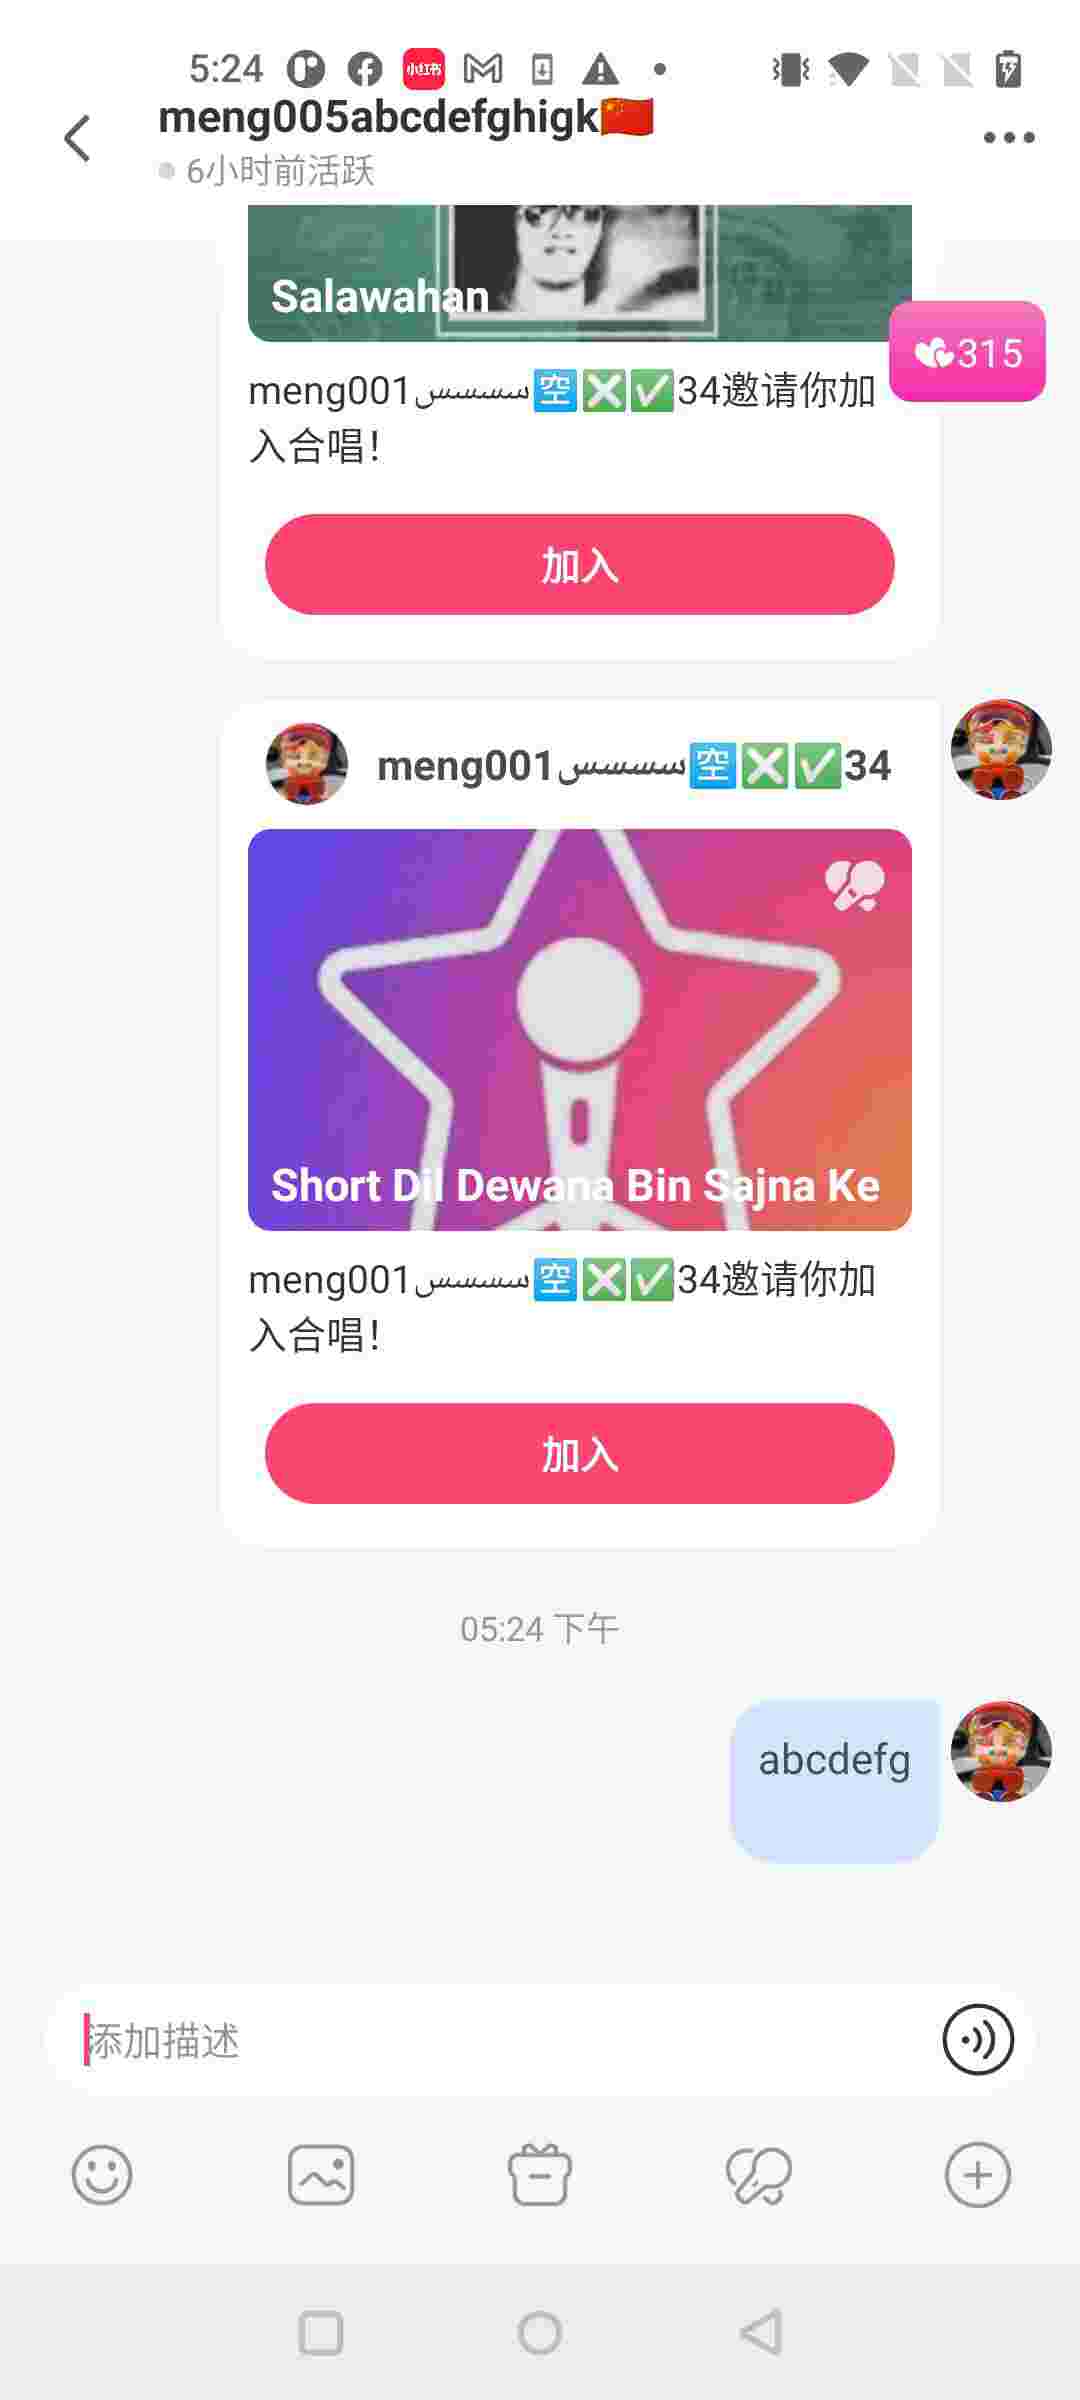 5:24
小红书
meng005abcdefghigk🇨🇳
6小时前活跃
Salawahan
315
meng001سسسس🈳❎✅34邀请你加
入合唱！
加入
meng001سسسس🈳❎✅34
Short Dil Dewana Bin Sajna Ke
meng001سسسس🈳❎✅34邀请你加
入合唱！
加入
05:24 下午
abcdefg
添加描述